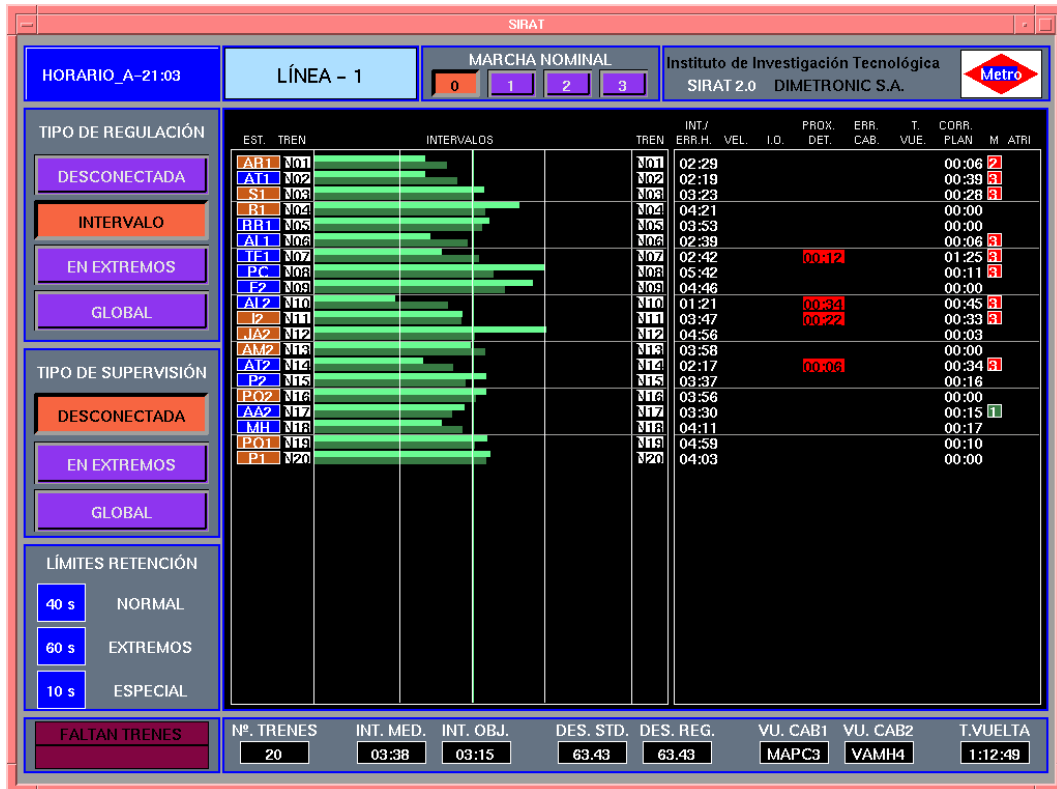 SIRAT
HORARIO_A-21:03
LÍNEA - 1
MARCHA NOMINAL
0 1 2 3
Instituto de Investigación Tecnológica
SIRAT 2.0 DIMETRONIC S.A.
Metro
TIPO DE REGULACIÓN
DESCONECTADA
INTERVALO
EN EXTREMOS
GLOBAL
TIPO DE SUPERVISIÓN
DESCONECTADA
EN EXTREMOS
GLOBAL
LÍMITES RETENCIÓN
40 s NORMAL
60 s EXTREMOS
10 s ESPECIAL
FALTAN TRENES
INT./ PROX. ERR. T. CORR.
EST. TREN INTERVALOS TREN ERR.H. VEL. I.O. DET. CAB. VUE. PLAN M ATRI
AR1 N01 N01 02:29 00:06 2
AT1 N02 N02 02:19 00:39 3
S1 N03 N03 03:23 00:28 3
B1 N04 N04 04:21 00:00
RR1 N05 N05 03:53 00:00
AL1 N06 N06 02:39 00:06 3
TE1 N07 N07 02:42 00:12 01:25 3
PC N08 N08 05:42 00:11 3
F2 N09 N09 04:46 00:00
AL2 N10 N10 01:21 00:34 00:45 3
I2 N11 N11 03:47 00:22 00:33 3
JA2 N12 N12 04:56 00:03
AM2 N13 N13 03:58 00:00
AT2 N14 N14 02:17 00:06 00:34 3
P2 N15 N15 03:37 00:16
PO2 N16 N16 03:56 00:00
AA2 N17 N17 03:30 00:15 1
MH N18 N18 04:11 00:17
PO1 N19 N19 04:59 00:10
P1 N20 N20 04:03 00:00
Nº. TRENES INT. MED. INT. OBJ. DES. STD. DES. REG. VU. CAB1 VU. CAB2 T.VUELTA
20 03:38 03:15 63.43 63.43 MAPC3 VAMH4 1:12:49